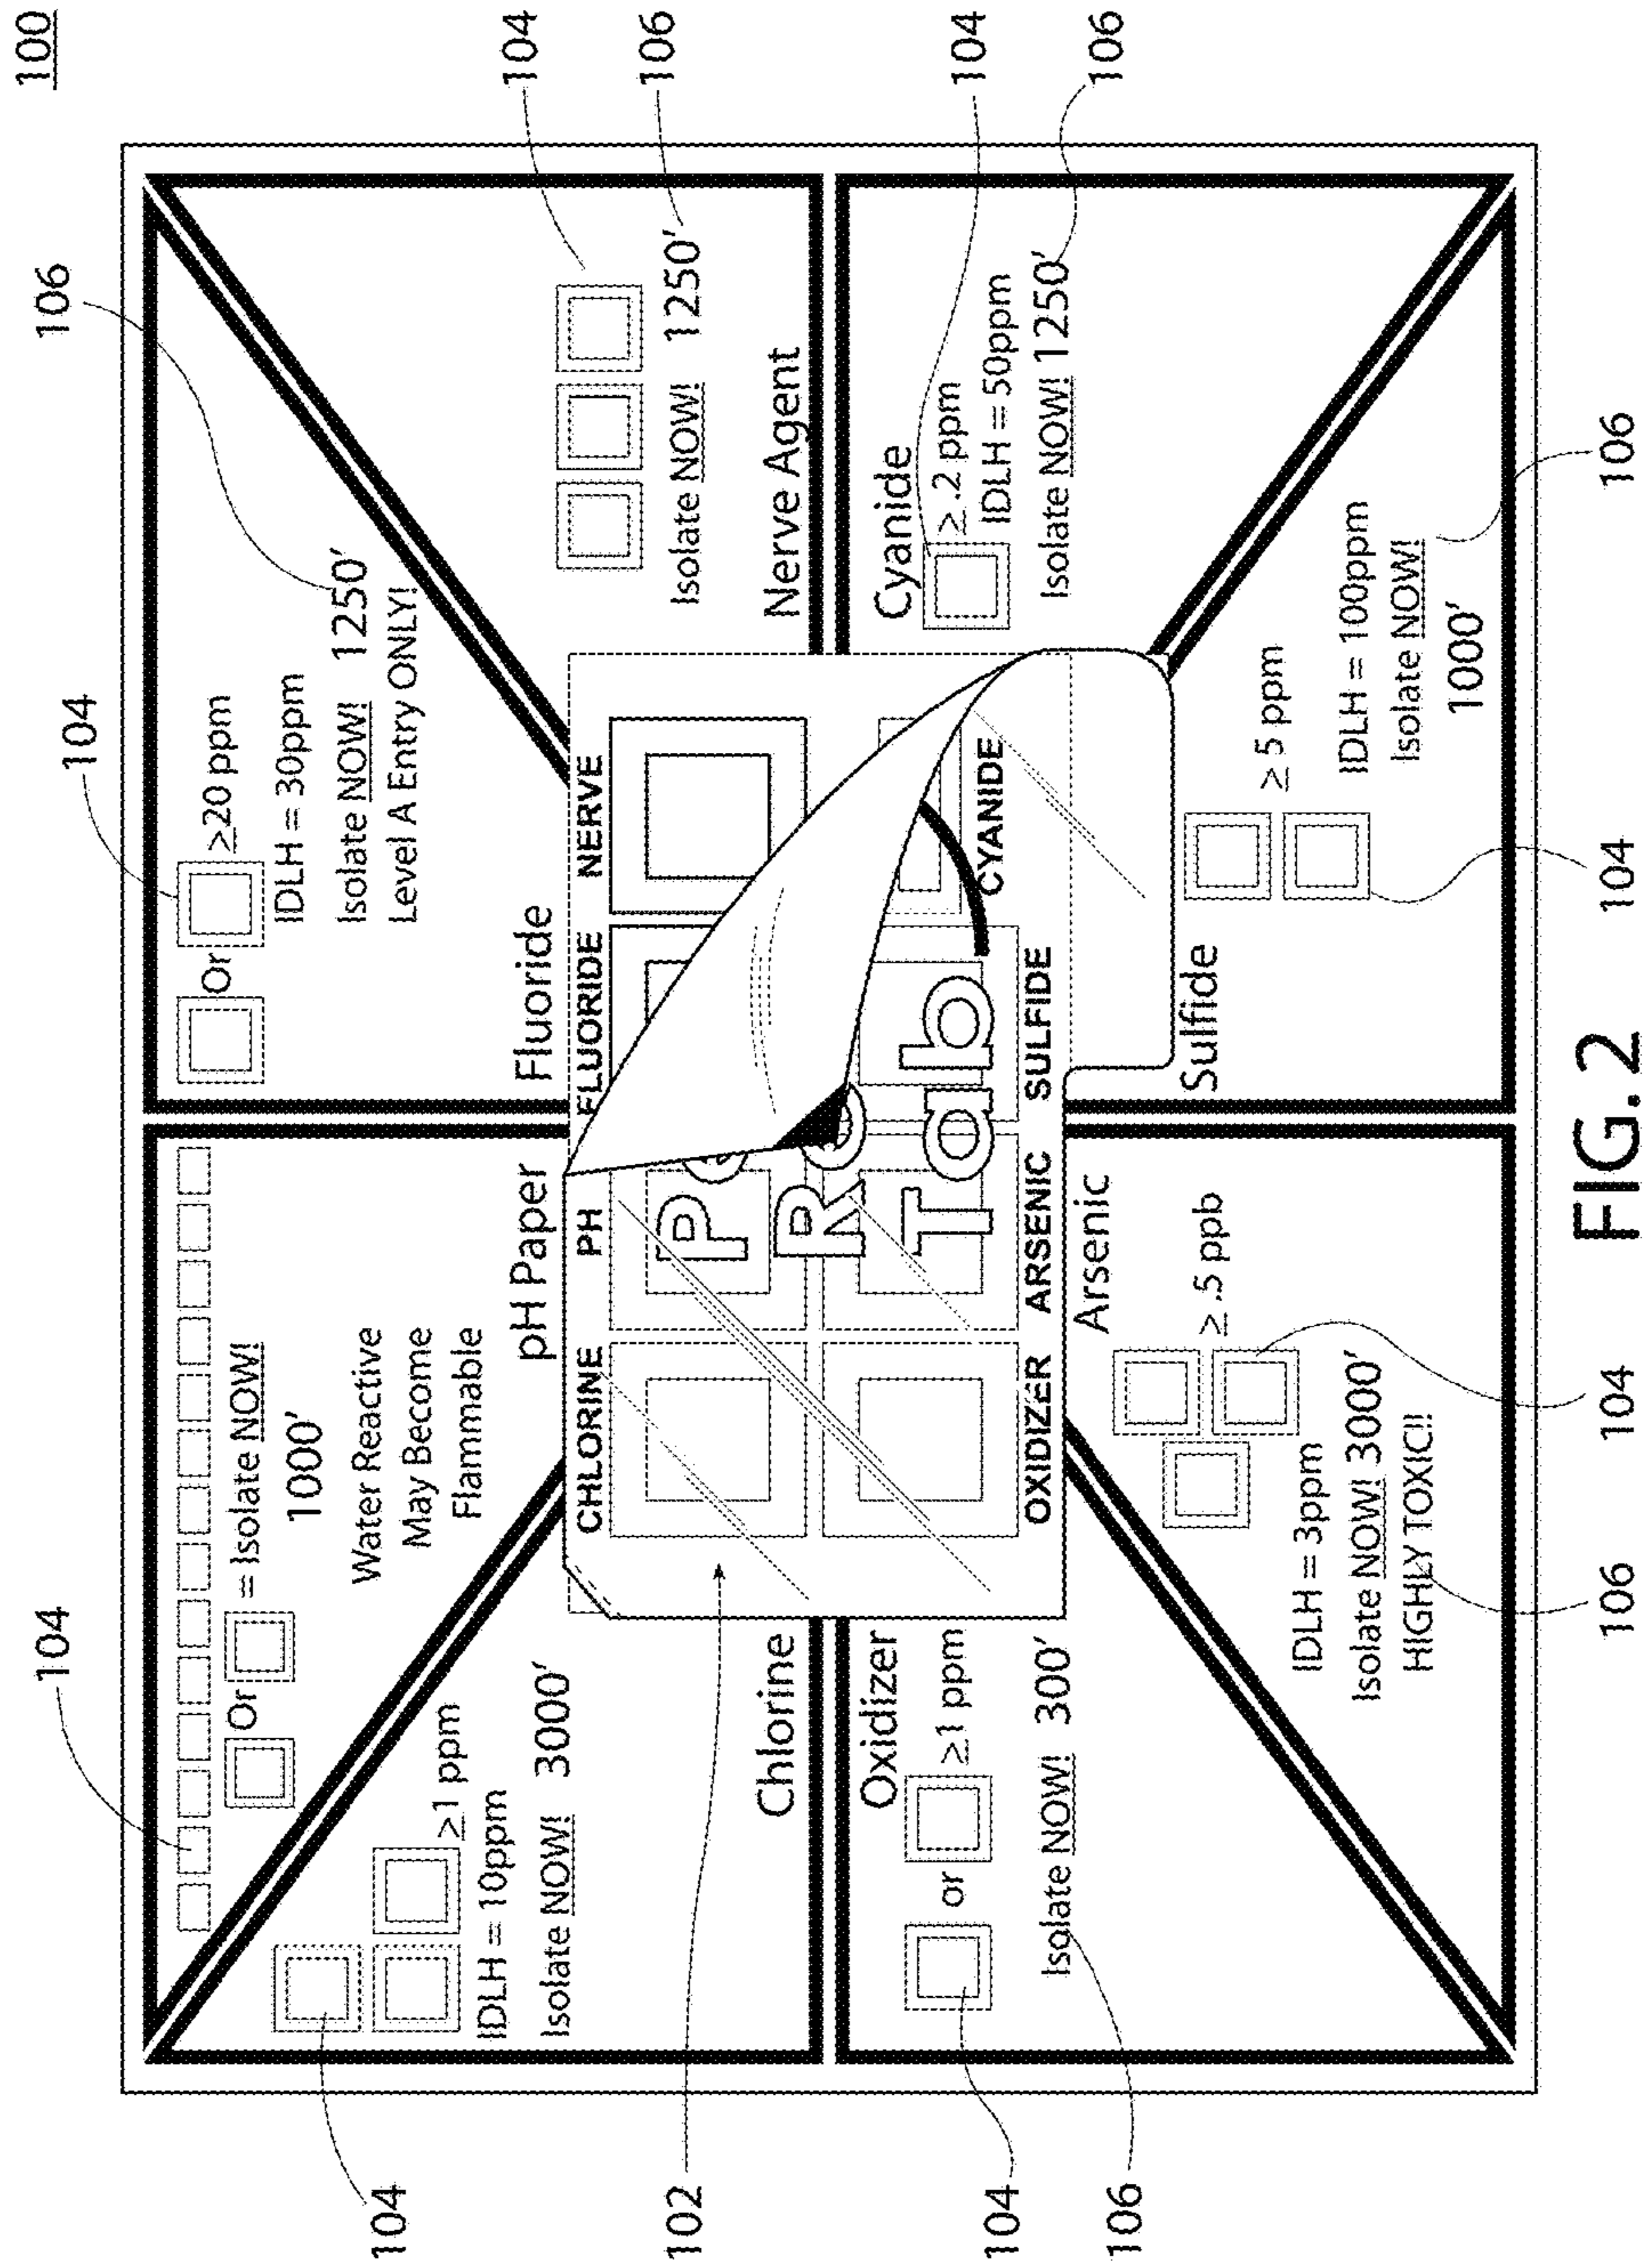 100
104
106
104
106
104
106
104
≥20 ppm
Or
IDLH = 30ppm
Isolate NOW! 1250′
Level A Entry ONLY!
Fluoride
Isolate NOW! 1250′
Nerve Agent
104
Or
= Isolate NOW!
1000′
Water Reactive
May Become
Flammable
pH Paper
≥1 ppm
IDLH = 10ppm
Isolate NOW! 3000′
Chlorine
104
102
CHLORINE PH FLUORIDE NERVE
Tab
OXIDIZER ARSENIC SULFIDE CYANIDE
Oxidizer
or
≥1 ppm
Isolate NOW! 300′
104
106
Arsenic
≥ .5 ppb
IDLH = 3ppm
Isolate NOW! 3000′
HIGHLY TOXIC!!
106
104
Sulfide
≥ 5 ppm
IDLH = 100ppm
Isolate NOW!
1000′
104
106
Cyanide
≥ .2 ppm
IDLH = 50ppm
Isolate NOW! 1250′
FIG. 2